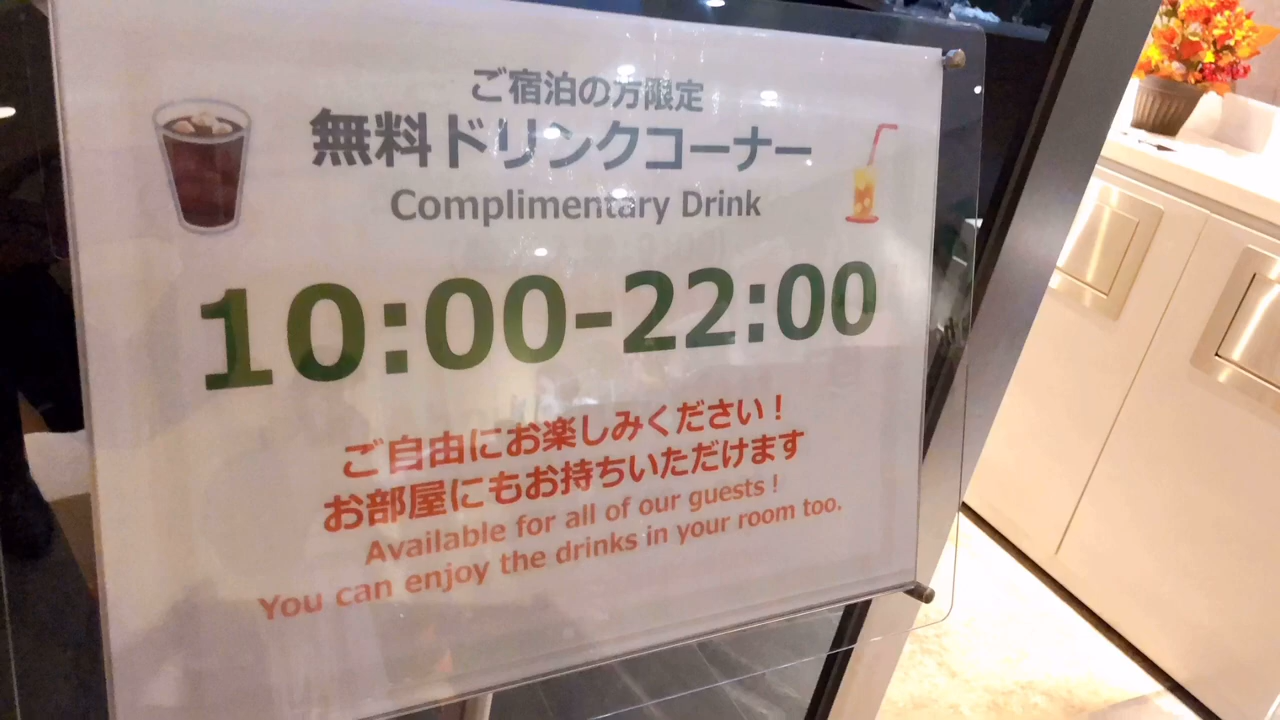 ご宿泊の方限定
無料ドリンクコーナー
Complimentary Drink
10:00-22:00
ご自由にお楽しみください！
お部屋にもお持ちいただけます
Available for all of our guests！
You can enjoy the drinks in your room too.